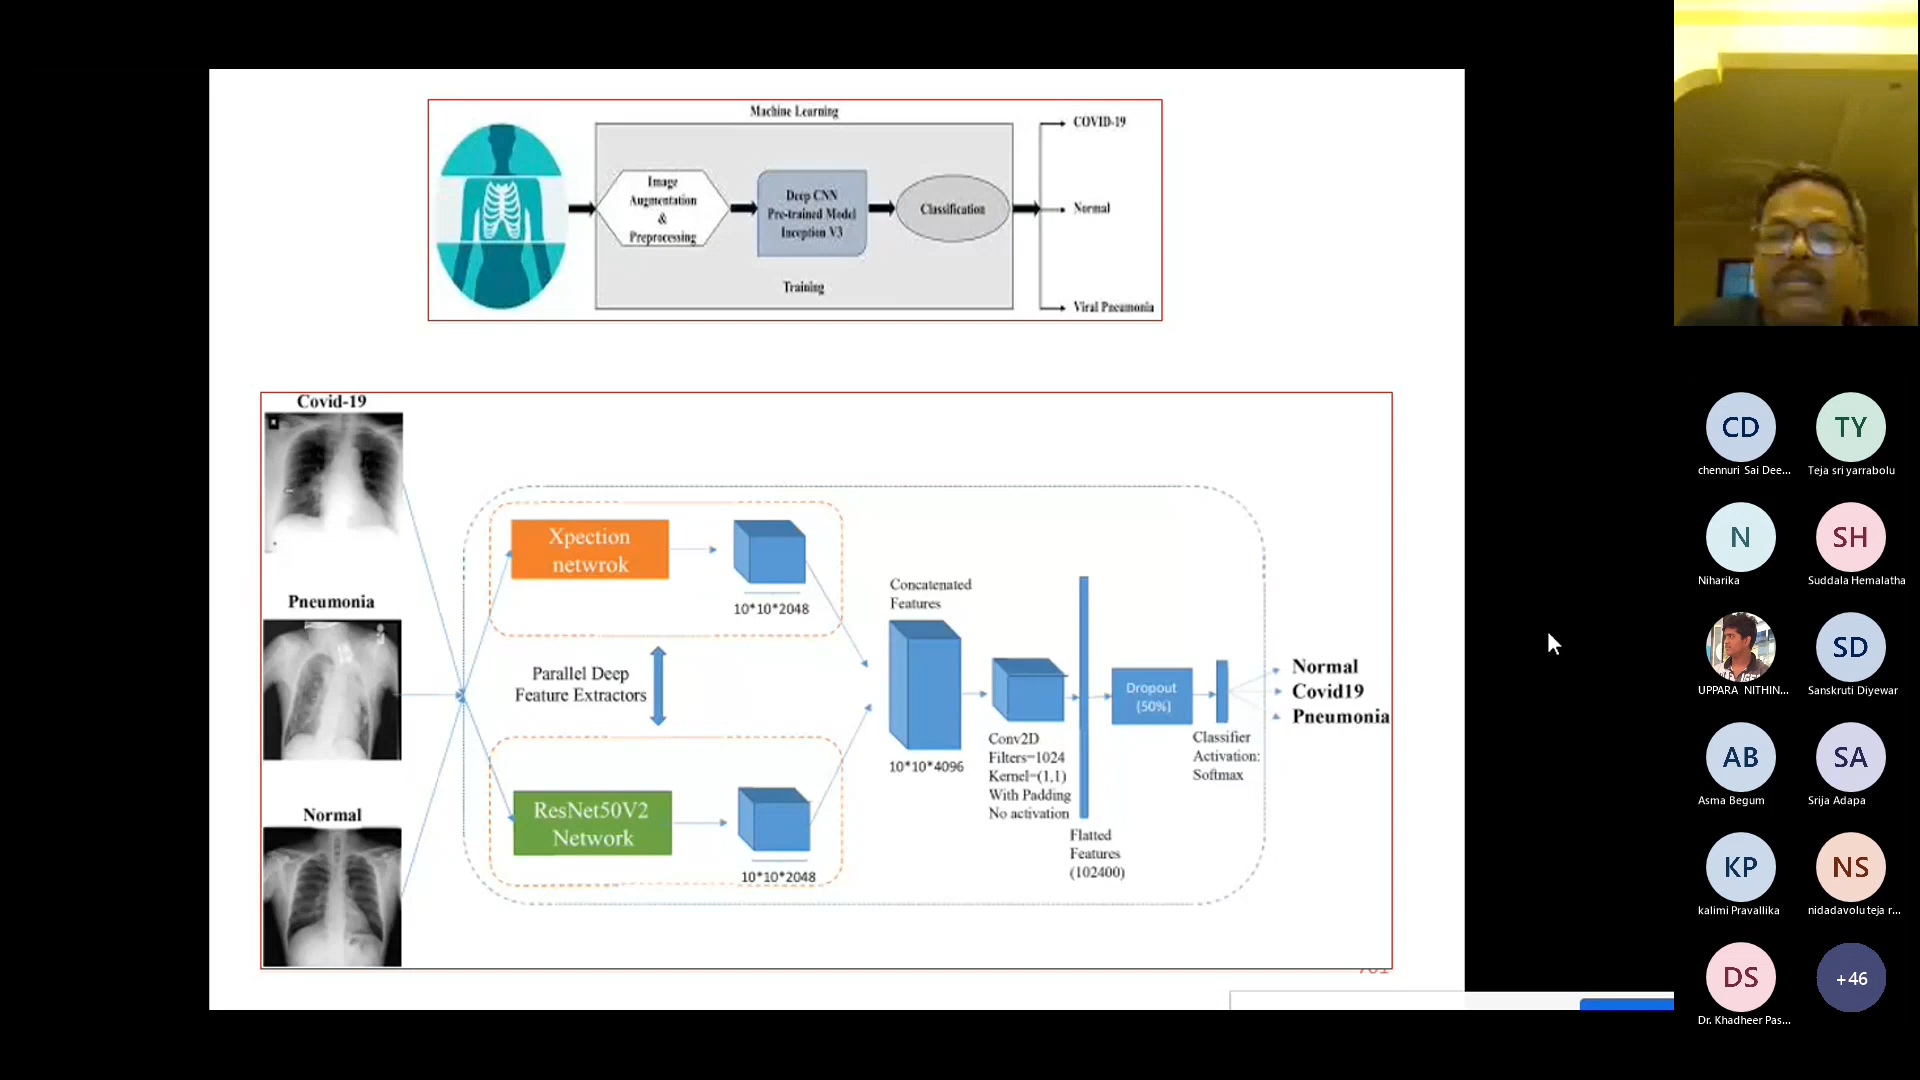 Machine Learning
Image
Augmentation
&
Preprocessing
Deep CNN
Pre-trained Model
Inception V3
Classification
Training
COVID-19
Normal
Viral Pneumonia
Covid-19
Pneumonia
Normal
Xpection
netwrok
10*10*2048
Parallel Deep
Feature Extractors
ResNet50V2
Network
10*10*2048
Concatenated
Features
10*10*4096
Conv2D
Filters=1024
Kernel=(1,1)
With Padding
No activation
Flatted
Features
(102400)
Dropout
(50%)
Classifier
Activation:
Softmax
Normal
Covid19
Pneumonia
CD
chennuri Sai Dee...
TY
Teja sri yarrabolu
N
Niharika
SH
Suddala Hemalatha
UPPARA NITHIN...
SD
Sanskruti Diyewar
AB
Asma Begum
SA
Srija Adapa
KP
kalimi Pravallika
NS
nidadavolu teja r...
DS
Dr. Khadheer Pas...
+46